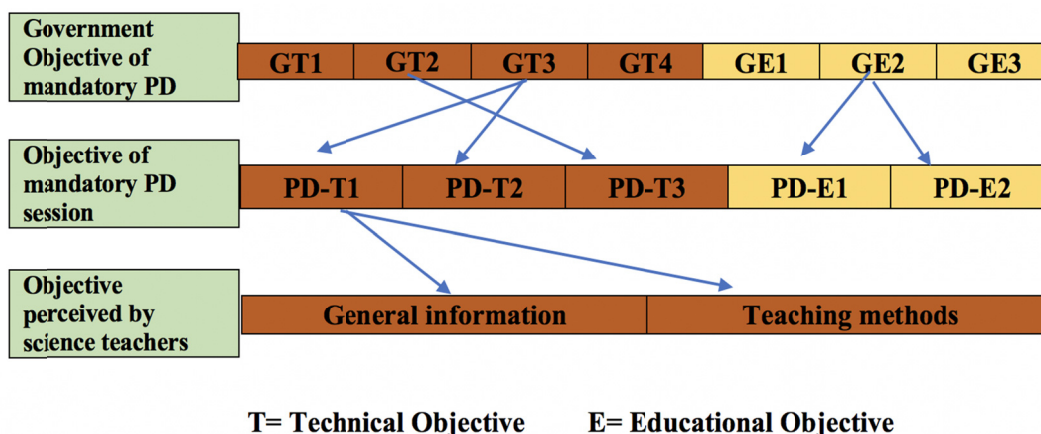 Government
Objective of
mandatory PD
GT1 GT2 GT3 GT4 GE1 GE2 GE3
Objective of
mandatory PD
session
PD-T1 PD-T2 PD-T3 PD-E1 PD-E2
Objective
perceived by
science teachers
General information Teaching methods
T= Technical Objective E= Educational Objective